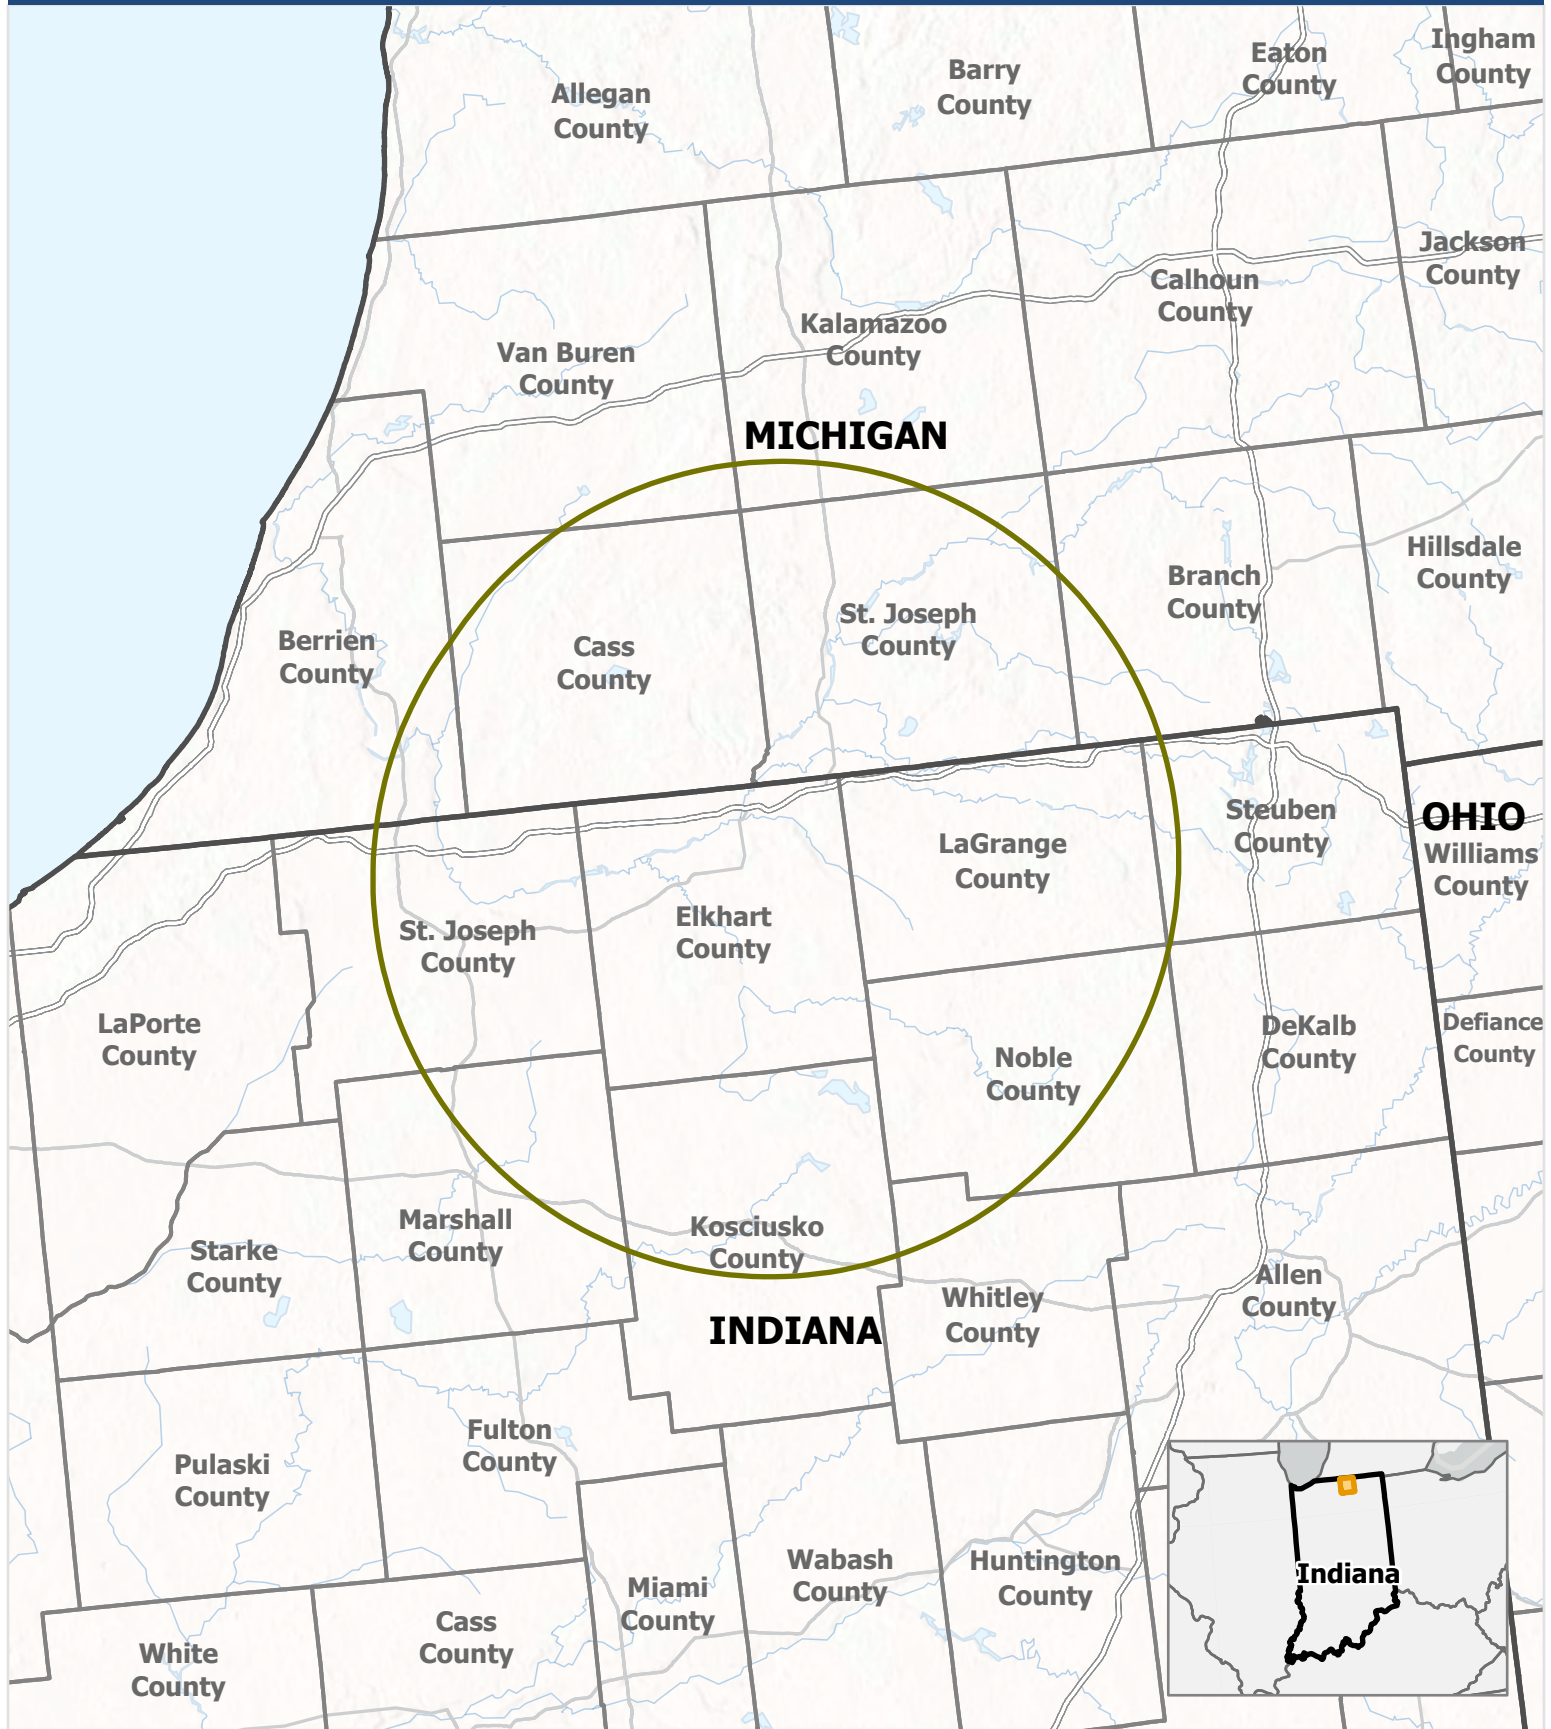 Allegan
County
Barry
County
Eaton
County
Ingham
County
Van Buren
County
Kalamazoo
County
Calhoun
County
Jackson
County
MICHIGAN
Berrien
County
Cass
County
St. Joseph
County
Branch
County
Hillsdale
County
LaGrange
County
Steuben
County
OHIO
Williams
County
St. Joseph
County
Elkhart
County
LaPorte
County
Noble
County
DeKalb
County
Defiance
County
Starke
County
Marshall
County
Kosciusko
County
Whitley
County
Allen
County
INDIANA
Pulaski
County
Fulton
County
White
County
Cass
County
Miami
County
Wabash
County
Huntington
County
Indiana